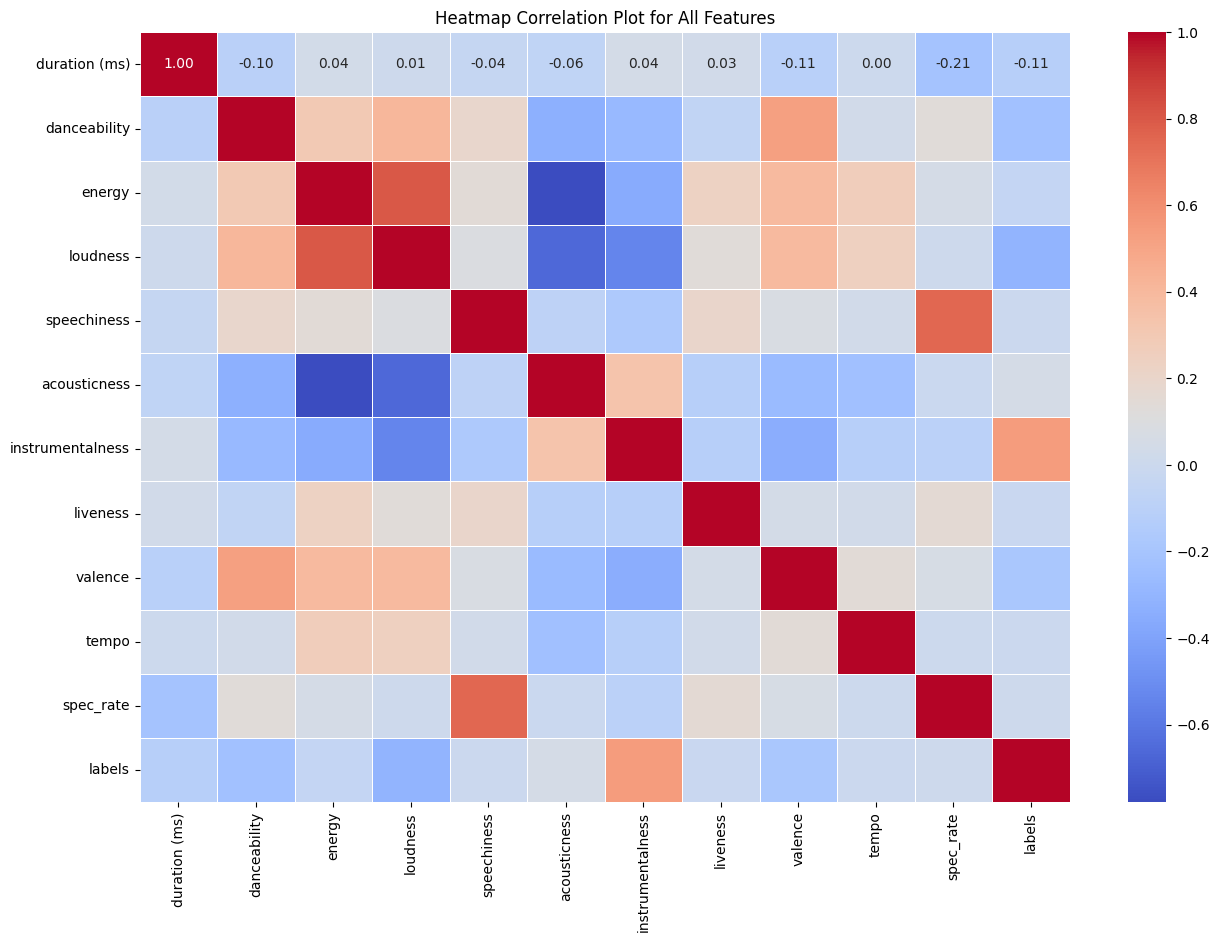 Heatmap Correlation Plot for All Features
duration (ms) 1.00 -0.10 0.04 0.01 -0.04 -0.06 0.04 0.03 -0.11 0.00 -0.21 -0.11
danceability
energy
loudness
speechiness
acousticness
instrumentalness
liveness
valence
tempo
spec_rate
labels
duration (ms)
danceability
energy
loudness
speechiness
acousticness
instrumentalness
liveness
valence
tempo
spec_rate
labels
1.0
0.8
0.6
0.4
0.2
0.0
−0.2
−0.4
−0.6